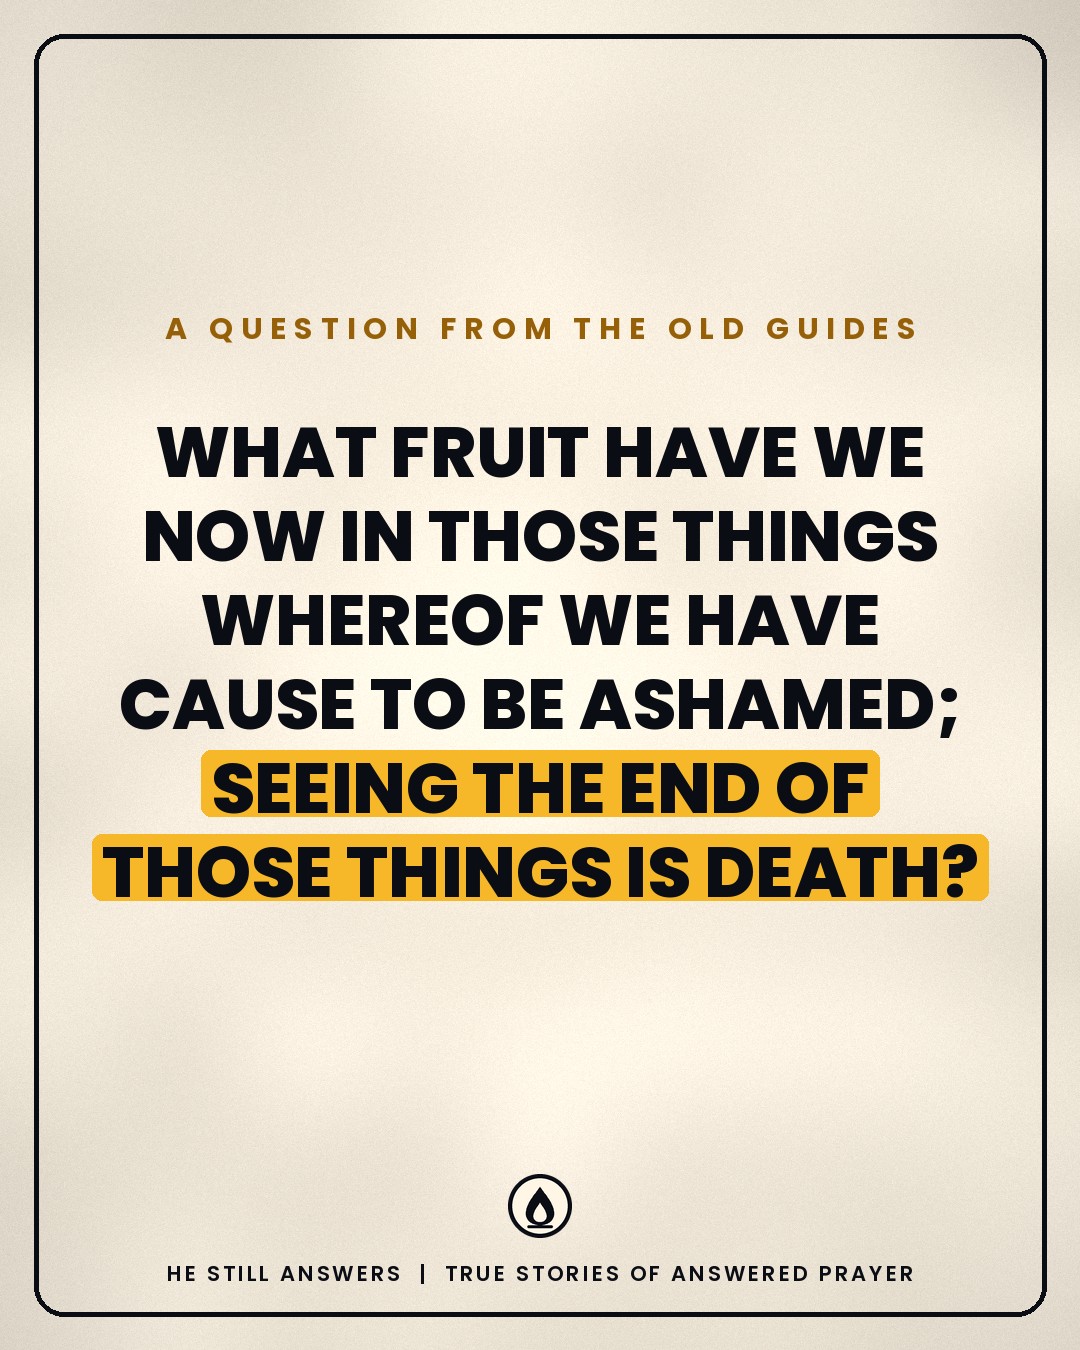 A QUESTION FROM THE OLD GUIDES
WHAT FRUIT HAVE WE
NOW IN THOSE THINGS
WHEREOF WE HAVE
CAUSE TO BE ASHAMED;
SEEING THE END OF
THOSE THINGS IS DEATH?
HE STILL ANSWERS | TRUE STORIES OF ANSWERED PRAYER